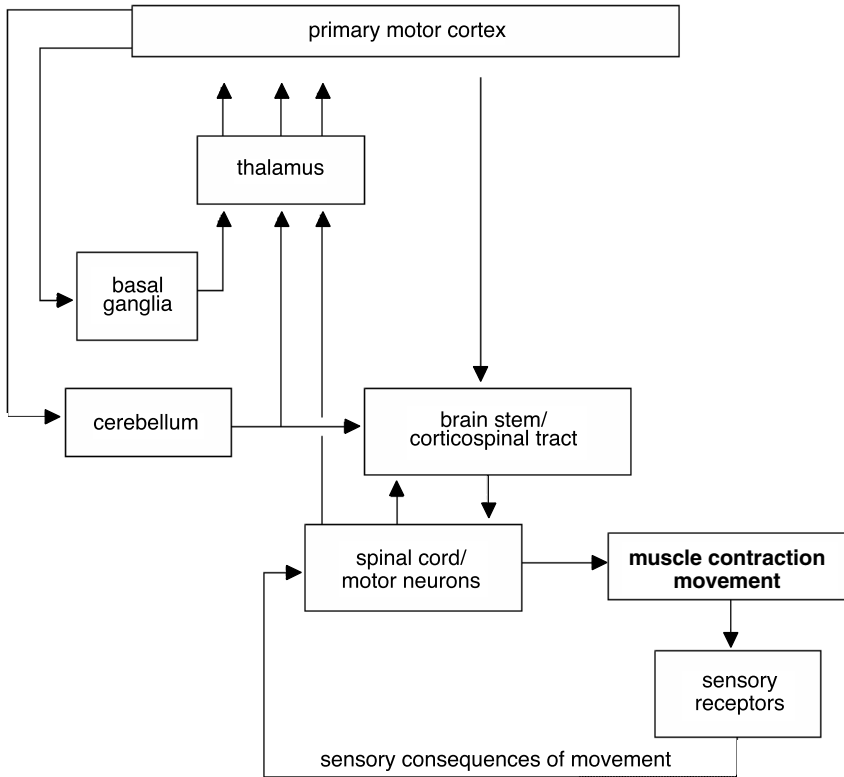 primary motor cortex
thalamus
basal
ganglia
cerebellum
brain stem/
corticospinal tract
spinal cord/
motor neurons
muscle contraction
movement
sensory
receptors
sensory consequences of movement